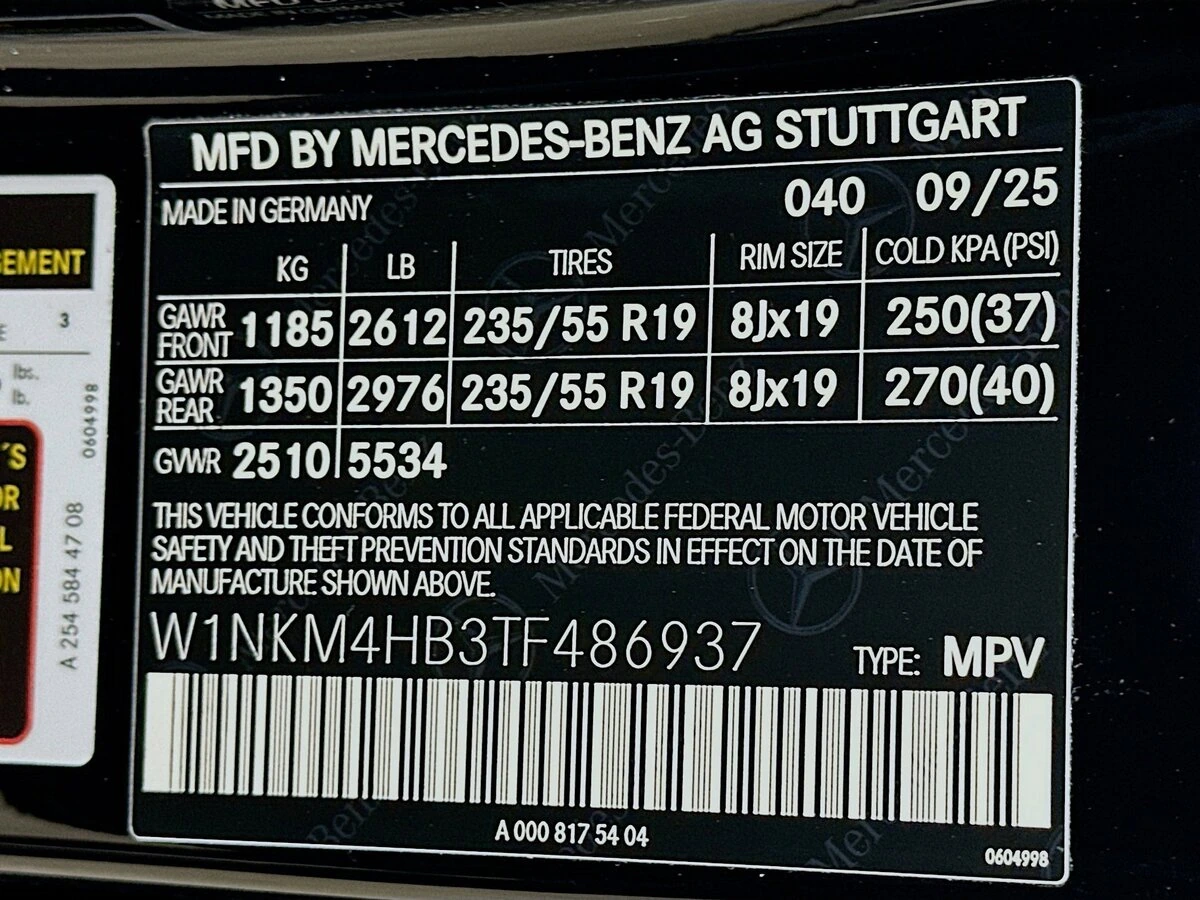 MFD BY MERCEDES-BENZ AG STUTTGART
MADE IN GERMANY 040 09/25
KG LB TIRES RIM SIZE COLD KPA (PSI)
GAWR FRONT 1185 2612 235/55 R19 8Jx19 250(37)
GAWR REAR 1350 2976 235/55 R19 8Jx19 270(40)
GVWR 2510 5534
THIS VEHICLE CONFORMS TO ALL APPLICABLE FEDERAL MOTOR VEHICLE
SAFETY AND THEFT PREVENTION STANDARDS IN EFFECT ON THE DATE OF
MANUFACTURE SHOWN ABOVE.
W1NKM4HB3TF486937 TYPE: MPV
A 000 817 54 04
0604998
3
lbs.
lb.
0604998
A 254 584 47 08